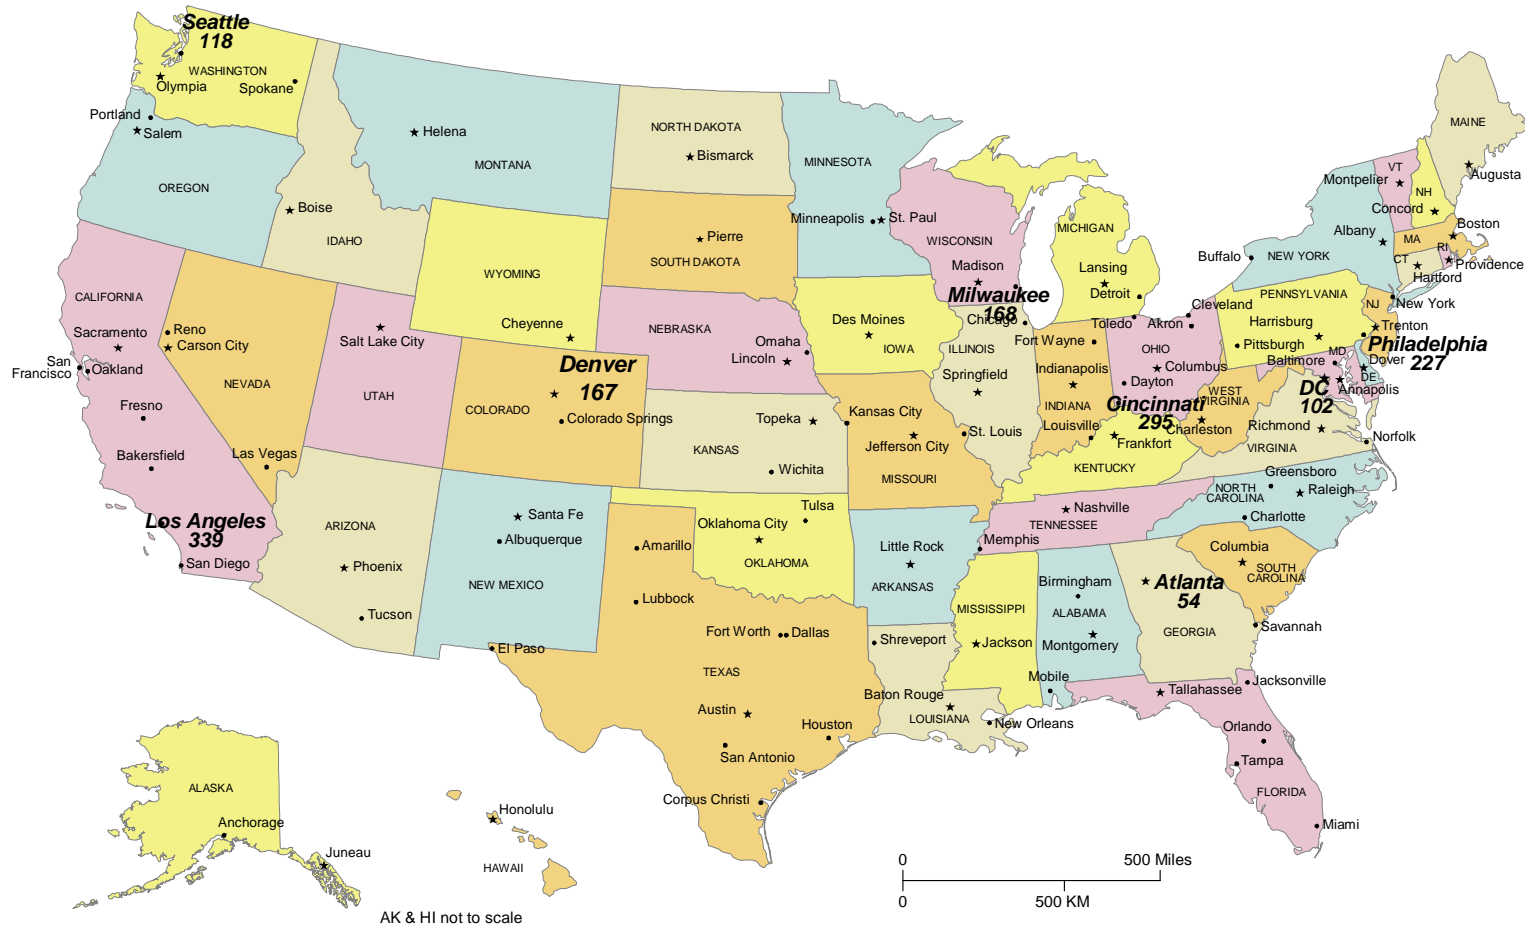 Seattle
118
WASHINGTON
Olympia
Spokane
Portland
Salem
OREGON
Helena
MONTANA
Boise
IDAHO
NORTH DAKOTA
Bismarck
Pierre
SOUTH DAKOTA
MINNESOTA
Minneapolis
St. Paul
WISCONSIN
Madison
Milwaukee
168
MICHIGAN
Lansing
Detroit
MAINE
Augusta
VT
Montpelier
NH
Concord
Albany
Boston
MA
RI
CT
Providence
Hartford
Buffalo
NEW YORK
New York
PENNSYLVANIA
Harrisburg
Pittsburgh
NJ
Trenton
Philadelphia
227
MD
Baltimore
Dover
DE
Annapolis
DC
102
CALIFORNIA
Sacramento
San
Francisco
Oakland
Fresno
Bakersfield
Los Angeles
339
San Diego
Reno
Carson City
NEVADA
Las Vegas
Salt Lake City
UTAH
WYOMING
Cheyenne
Denver
167
COLORADO
Colorado Springs
NEBRASKA
Omaha
Lincoln
Des Moines
IOWA
Chicago
ILLINOIS
Springfield
Fort Wayne
Indianapolis
INDIANA
Toledo
Cleveland
Akron
OHIO
Columbus
Dayton
Cincinnati
295
Louisville
Frankfort
KENTUCKY
WEST
VIRGINIA
Charleston
Richmond
VIRGINIA
Norfolk
Topeka
KANSAS
Wichita
Kansas City
Jefferson City
St. Louis
MISSOURI
ARIZONA
Phoenix
Tucson
Santa Fe
Albuquerque
NEW MEXICO
El Paso
Amarillo
Lubbock
Oklahoma City
Tulsa
OKLAHOMA
Fort Worth
Dallas
TEXAS
Austin
Houston
San Antonio
Corpus Christi
Little Rock
ARKANSAS
Shreveport
Baton Rouge
LOUISIANA
New Orleans
Nashville
TENNESSEE
Memphis
MISSISSIPPI
Jackson
Birmingham
ALABAMA
Montgomery
Mobile
Greensboro
NORTH
CAROLINA
Raleigh
Charlotte
Columbia
SOUTH
CAROLINA
Atlanta
54
GEORGIA
Savannah
Tallahassee
Jacksonville
Orlando
Tampa
FLORIDA
Miami
ALASKA
Anchorage
Juneau
Honolulu
HAWAII
AK & HI not to scale
0
500 Miles
0
500 KM